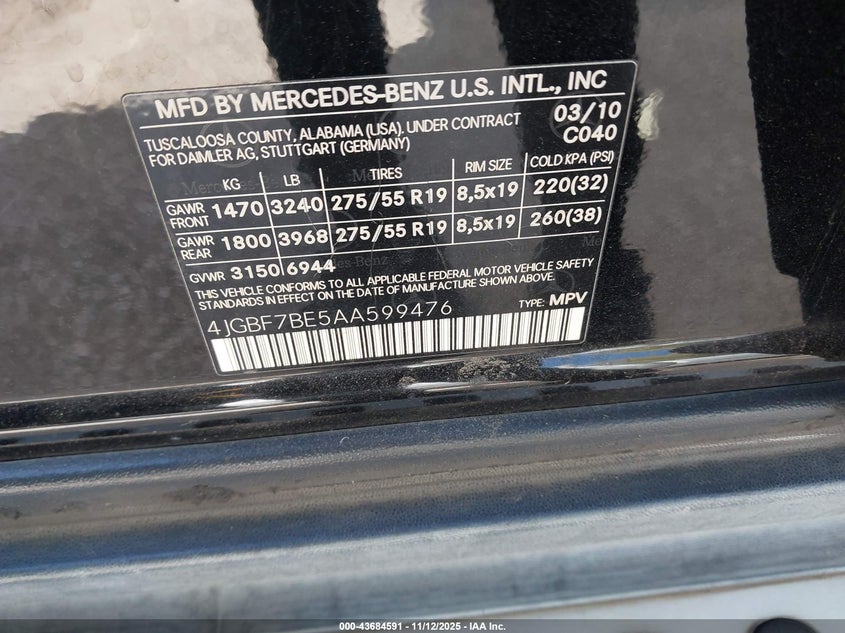 MFD BY MERCEDES-BENZ U.S. INTL., INC
TUSCALOOSA COUNTY, ALABAMA (USA). UNDER CONTRACT
FOR DAIMLER AG, STUTTGART (GERMANY)
03/10
C040
KG LB TIRES RIM SIZE COLD KPA (PSI)
GAWR FRONT 1470 3240 275/55 R19 8,5x19 220(32)
GAWR REAR 1800 3968 275/55 R19 8,5x19 260(38)
GVWR 3150 6944
THIS VEHICLE CONFORMS TO ALL APPLICABLE FEDERAL MOTOR VEHICLE SAFETY
STANDARDS IN EFFECT ON THE DATE OF MANUFACTURE SHOWN ABOVE.
4JGBF7BE5AA599476 TYPE: MPV
000-43684591 - 11/12/2025 - IAA Inc.